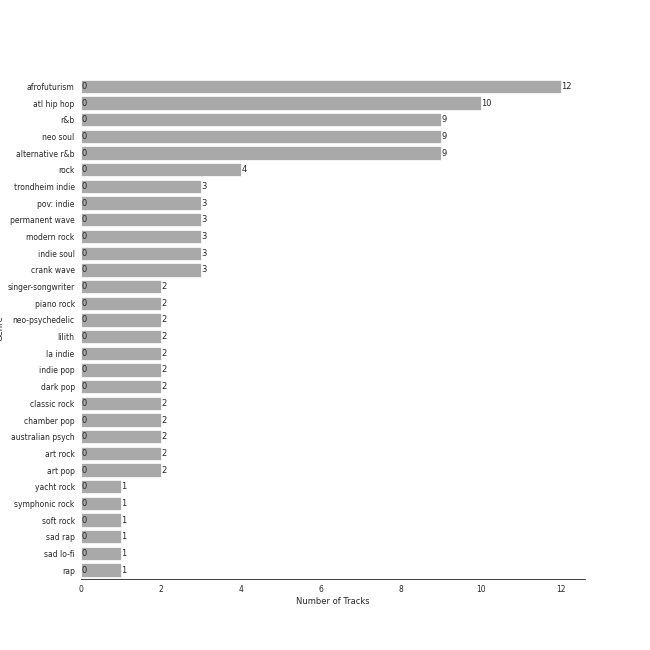 afrofuturism 0 12
atl hip hop 0 10
r&b 0 9
neo soul 0 9
alternative r&b 0 9
rock 0 4
trondheim indie 0 3
pov: indie 0 3
permanent wave 0 3
modern rock 0 3
indie soul 0 3
crank wave 0 3
singer-songwriter 0 2
piano rock 0 2
neo-psychedelic 0 2
lilith 0 2
la indie 0 2
indie pop 0 2
dark pop 0 2
classic rock 0 2
chamber pop 0 2
australian psych 0 2
art rock 0 2
art pop 0 2
yacht rock 0 1
symphonic rock 0 1
soft rock 0 1
sad rap 0 1
sad lo-fi 0 1
rap 0 1
0 2 4 6 8 10 12
Number of Tracks